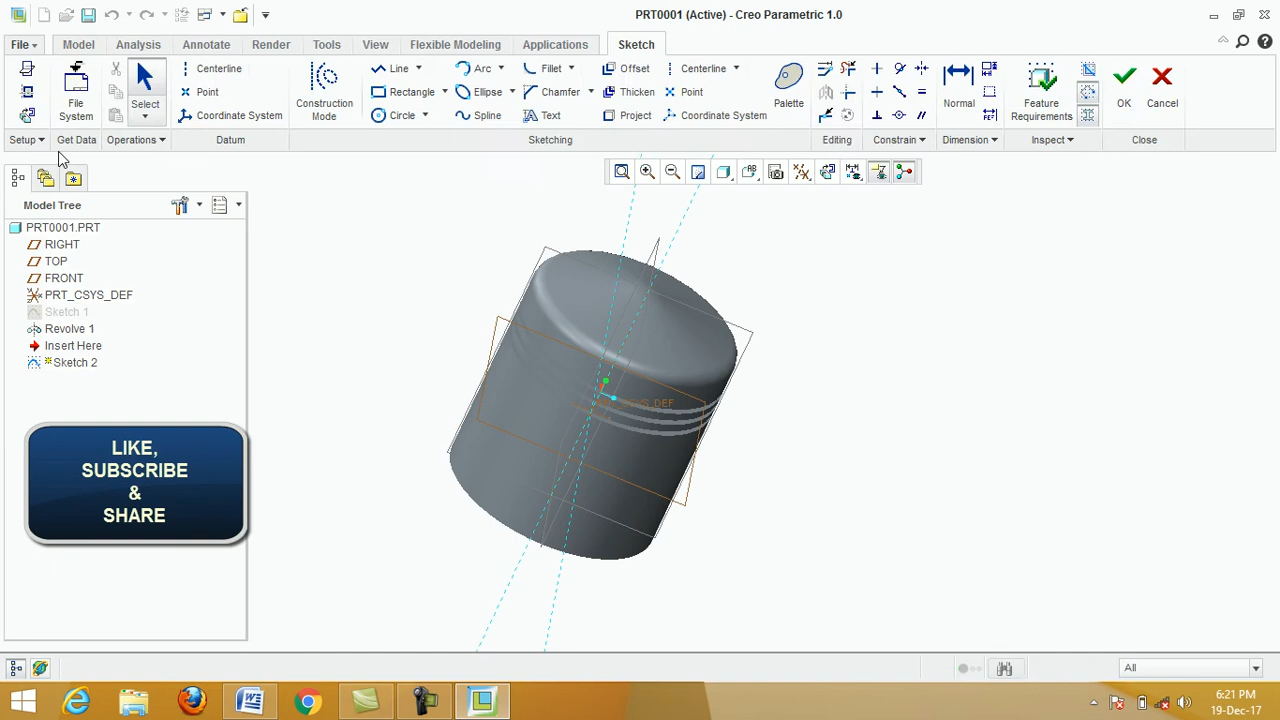 PRT0001 (Active) - Creo Parametric 1.0
File Model Analysis Annotate Render Tools View Flexible Modeling Applications Sketch
Centerline Line Arc Fillet Offset Centerline
Point Rectangle Ellipse Chamfer Thicken Point
Coordinate System Circle Spline Text Project Coordinate System
File System
Select
Construction Mode
Palette
Normal
Feature Requirements
OK
Cancel
Setup Get Data Operations Datum Sketching Editing Constrain Dimension Inspect Close
Model Tree
PRT0001.PRT
RIGHT
TOP
FRONT
PRT_CSYS_DEF
Sketch 1
Revolve 1
Insert Here
Sketch 2
LIKE,
SUBSCRIBE
&
SHARE
All
6:21 PM
19-Dec-17